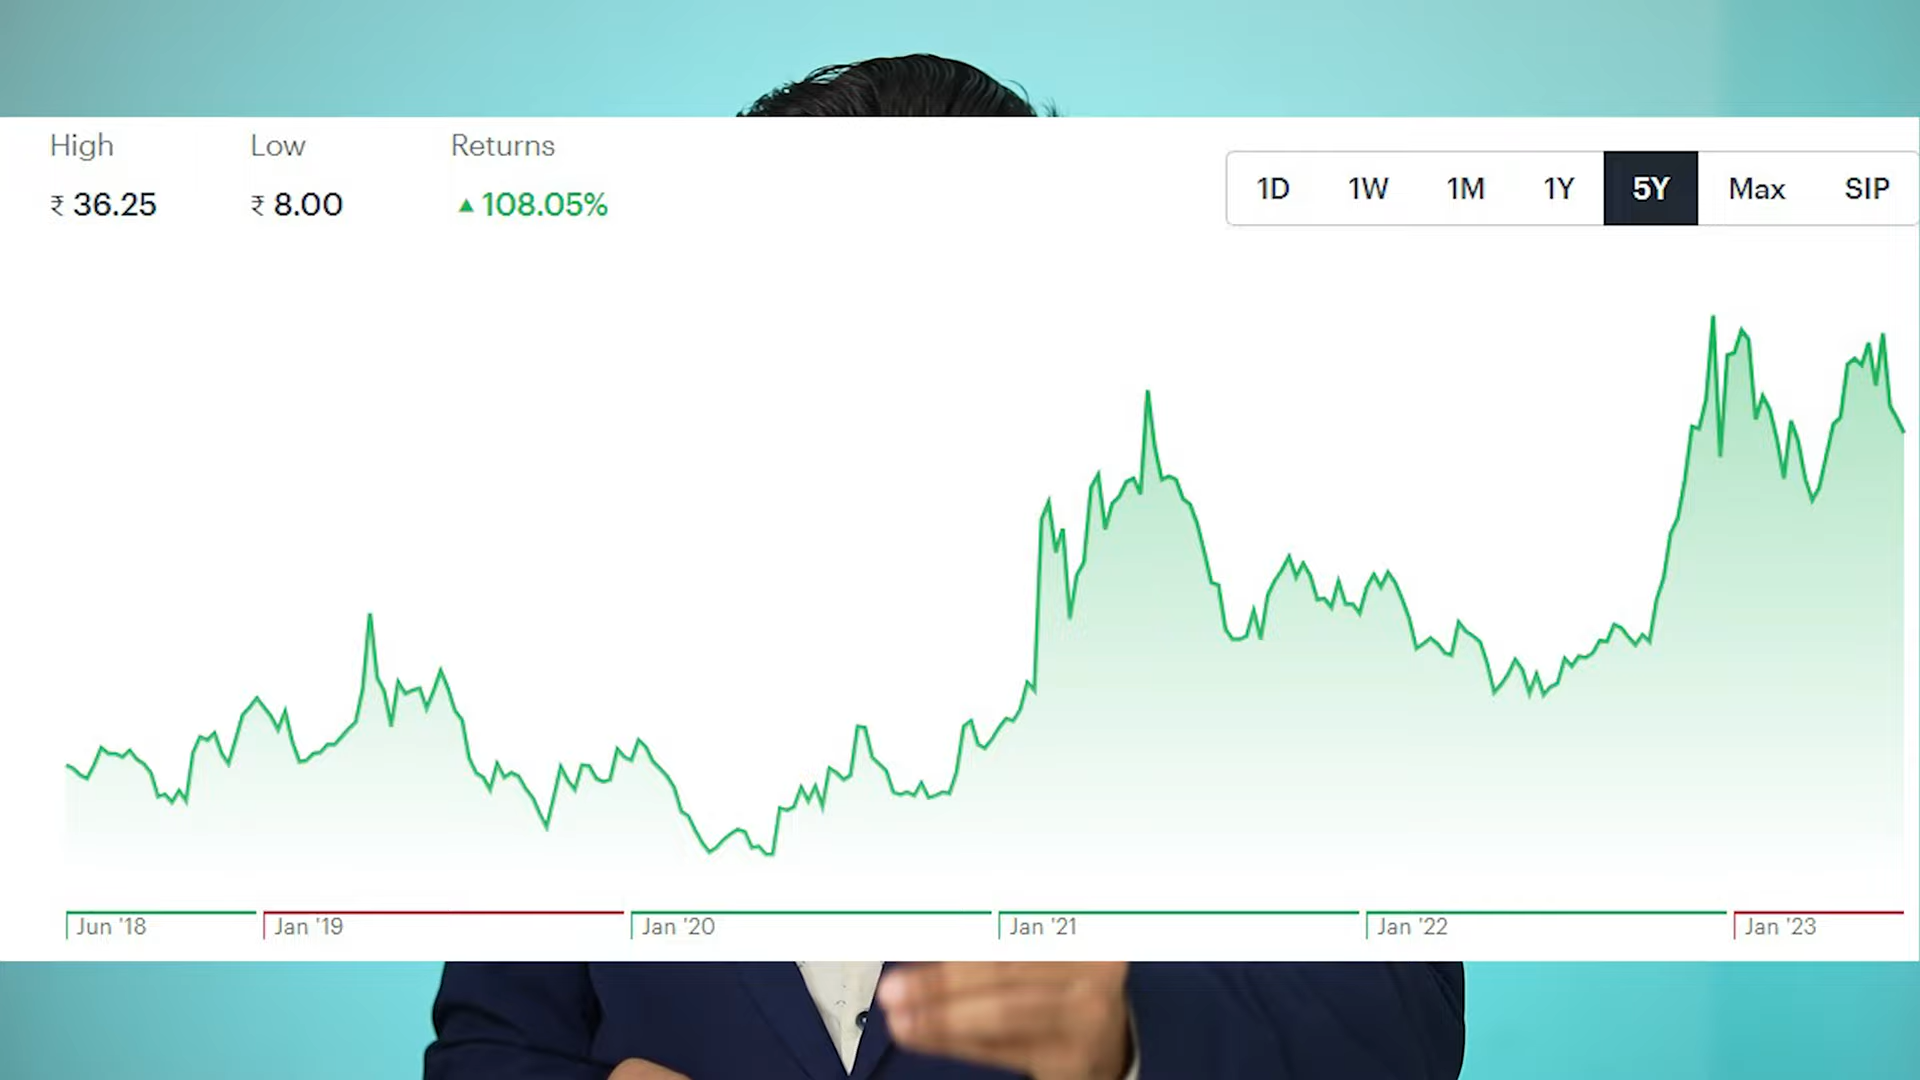 High Low Returns
₹ 36.25 ₹ 8.00 ▲ 108.05%
1D 1W 1M 1Y 5Y Max SIP
Jun '18 Jan '19 Jan '20 Jan '21 Jan '22 Jan '23